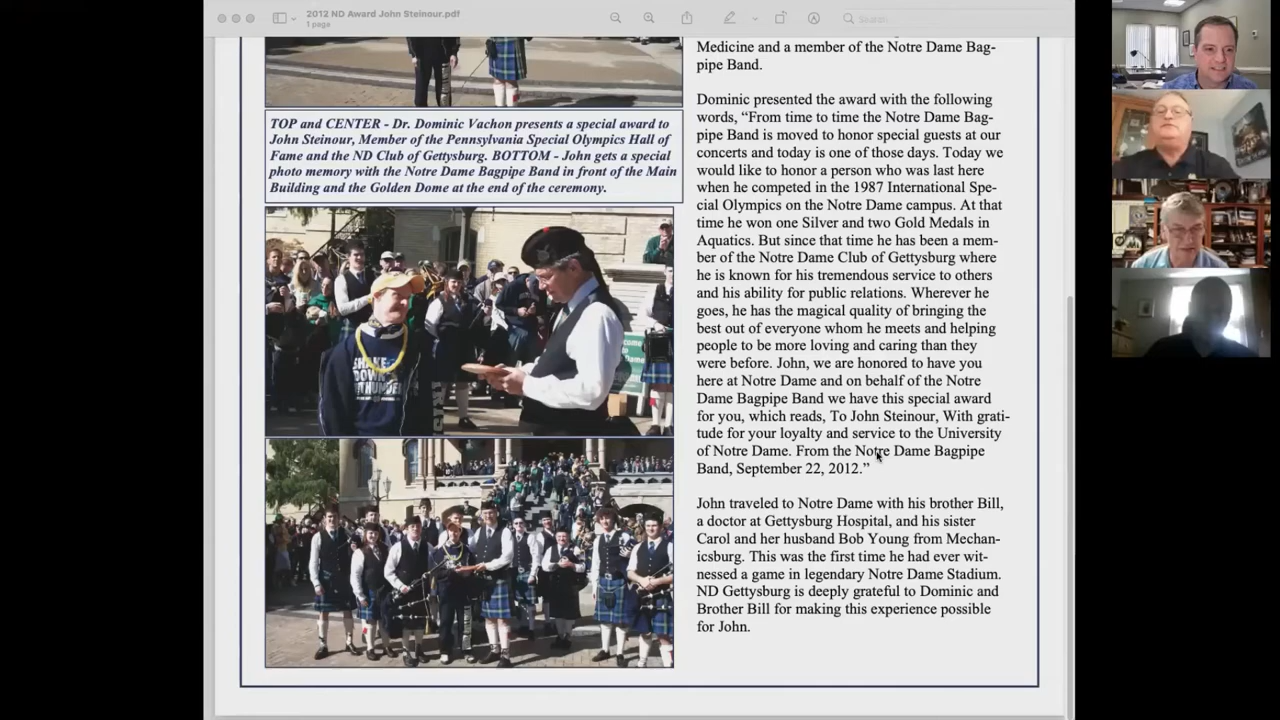 2012 ND Award John Steinour.pdf
1 page
Search
TOP and CENTER - Dr. Dominic Vachon presents a special award to
John Steinour, Member of the Pennsylvania Special Olympics Hall of
Fame and the ND Club of Gettysburg. BOTTOM - John gets a special
photo memory with the Notre Dame Bagpipe Band in front of the Main
Building and the Golden Dome at the end of the ceremony.
SHAKE
DOWN
THUNDER
Medicine and a member of the Notre Dame Bag-
pipe Band.
Dominic presented the award with the following
words, “From time to time the Notre Dame Bag-
pipe Band is moved to honor special guests at our
concerts and today is one of those days. Today we
would like to honor a person who was last here
when he competed in the 1987 International Spe-
cial Olympics on the Notre Dame campus. At that
time he won one Silver and two Gold Medals in
Aquatics. But since that time he has been a mem-
ber of the Notre Dame Club of Gettysburg where
he is known for his tremendous service to others
and his ability for public relations. Wherever he
goes, he has the magical quality of bringing the
best out of everyone whom he meets and helping
people to be more loving and caring than they
were before. John, we are honored to have you
here at Notre Dame and on behalf of the Notre
Dame Bagpipe Band we have this special award
for you, which reads, To John Steinour, With grati-
tude for your loyalty and service to the University
of Notre Dame. From the Notre Dame Bagpipe
Band, September 22, 2012.”
John traveled to Notre Dame with his brother Bill,
a doctor at Gettysburg Hospital, and his sister
Carol and her husband Bob Young from Mechan-
icsburg. This was the first time he had ever wit-
nessed a game in legendary Notre Dame Stadium.
ND Gettysburg is deeply grateful to Dominic and
Brother Bill for making this experience possible
for John.